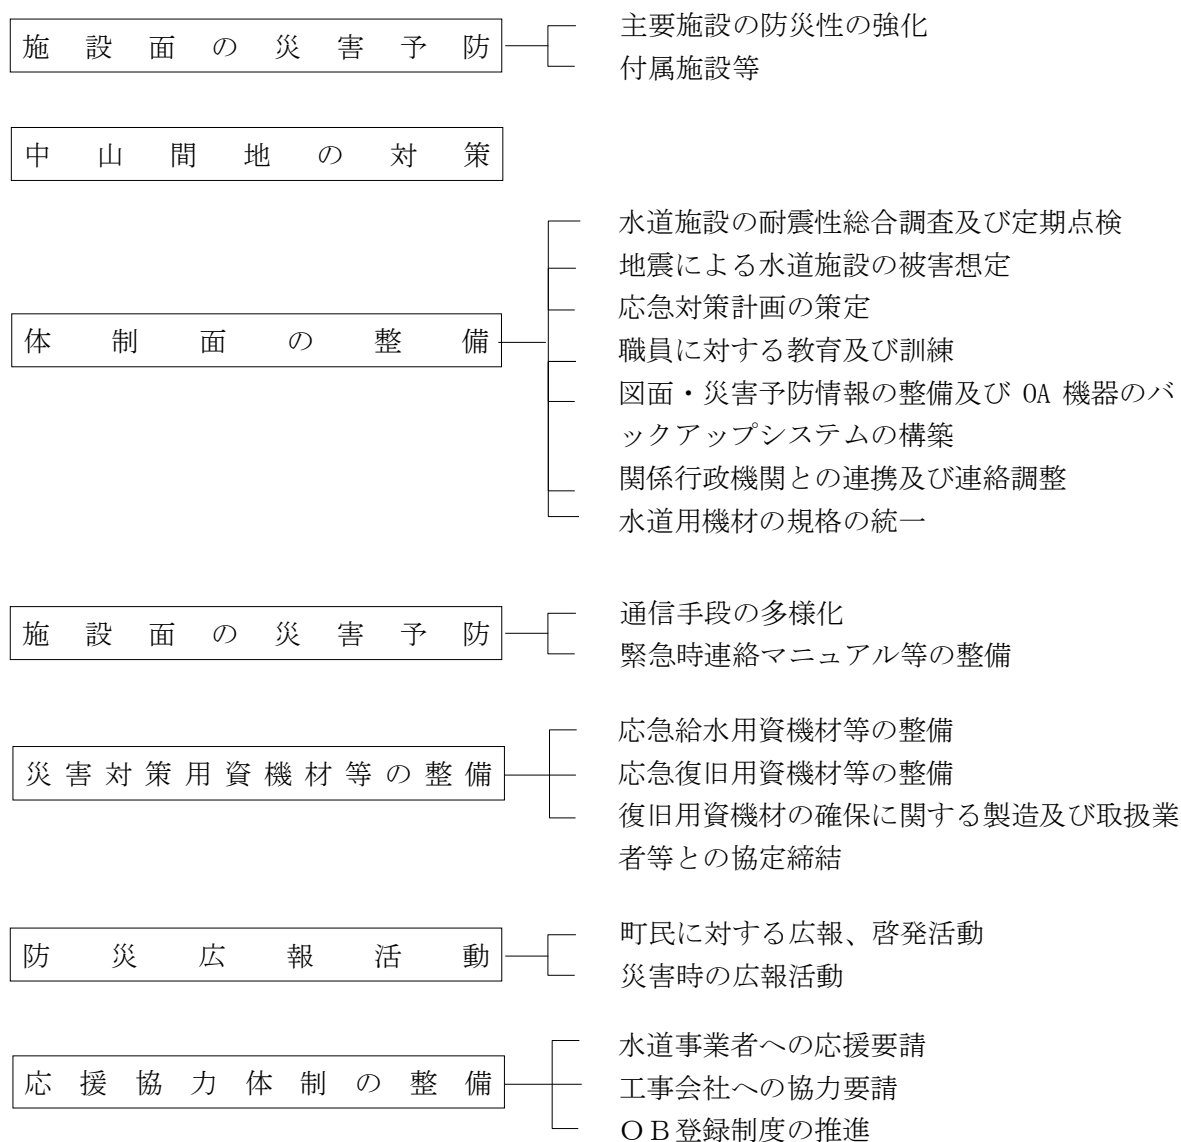 施設面の災害予防
主要施設の防災性の強化
付属施設等
中山間地の対策
体制面の整備
水道施設の耐震性総合調査及び定期点検
地震による水道施設の被害想定
応急対策計画の策定
職員に対する教育及び訓練
図面・災害予防情報の整備及び OA 機器のバ
ックアップシステムの構築
関係行政機関との連携及び連絡調整
水道用機材の規格の統一
施設面の災害予防
通信手段の多様化
緊急時連絡マニュアル等の整備
災害対策用資機材等の整備
応急給水用資機材等の整備
応急復旧用資機材等の整備
復旧用資機材の確保に関する製造及び取扱業
者等との協定締結
防災広報活動
町民に対する広報、啓発活動
災害時の広報活動
応援協力体制の整備
水道事業者への応援要請
工事会社への協力要請
ＯＢ登録制度の推進